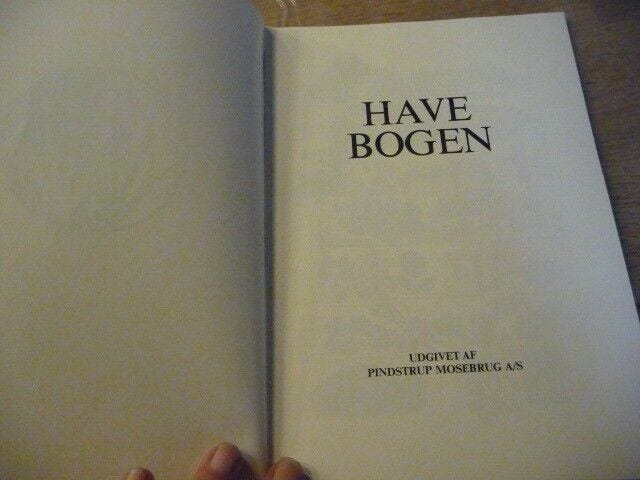 HAVE
BOGEN
UDGIVET AF
PINDSTRUP MOSEBRUG A/S